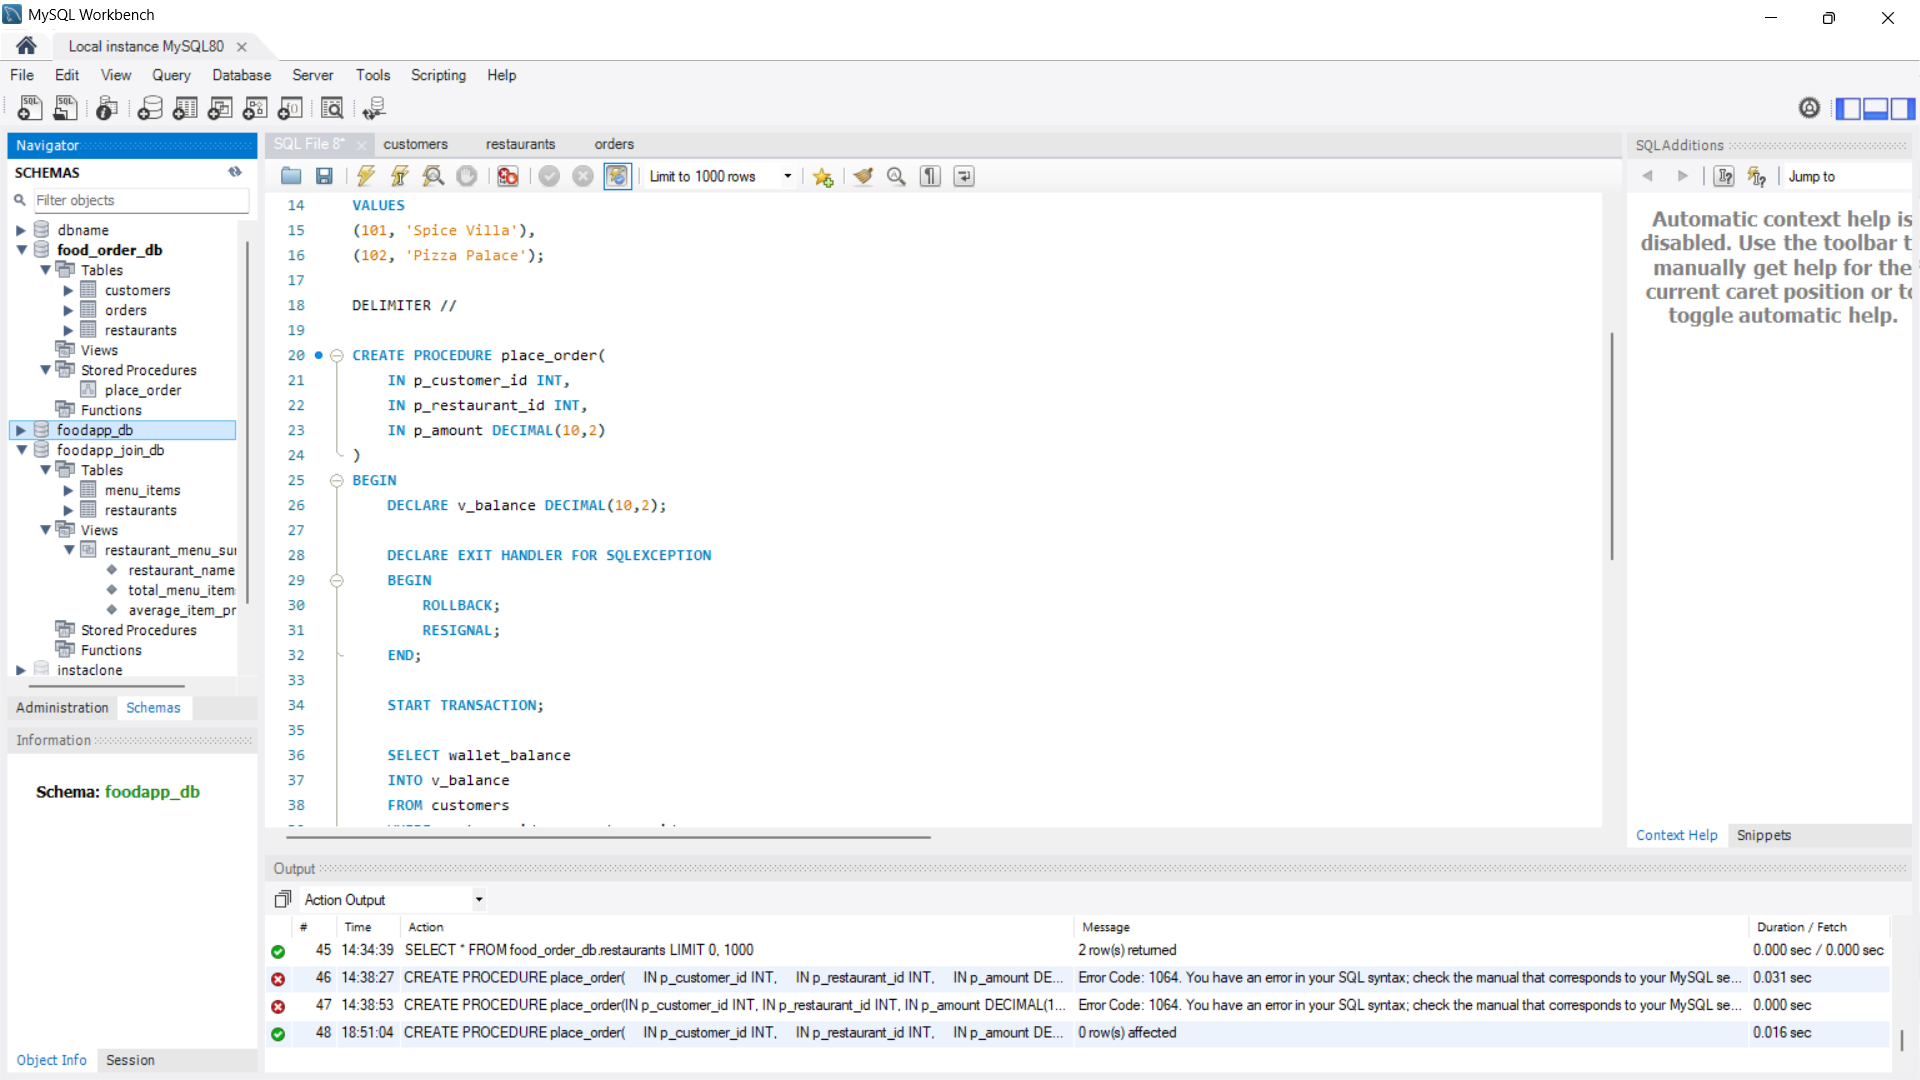 MySQL Workbench
Local instance MySQL80
File Edit View Query Database Server Tools Scripting Help
Navigator
SCHEMAS
Filter objects
dbname
food_order_db
Tables
customers
orders
restaurants
Views
Stored Procedures
place_order
Functions
foodapp_db
foodapp_join_db
Tables
menu_items
restaurants
Views
restaurant_menu_su
restaurant_name
total_menu_item
average_item_pr
Stored Procedures
Functions
instaclone
Administration Schemas
Information
Schema: foodapp_db
Object Info Session
SQL File 8* customers restaurants orders
Limit to 1000 rows
14 VALUES
15 (101, 'Spice Villa'),
16 (102, 'Pizza Palace');
17
18 DELIMITER //
19
20 CREATE PROCEDURE place_order(
21 IN p_customer_id INT,
22 IN p_restaurant_id INT,
23 IN p_amount DECIMAL(10,2)
24 )
25 BEGIN
26 DECLARE v_balance DECIMAL(10,2);
27
28 DECLARE EXIT HANDLER FOR SQLEXCEPTION
29 BEGIN
30 ROLLBACK;
31 RESIGNAL;
32 END;
33
34 START TRANSACTION;
35
36 SELECT wallet_balance
37 INTO v_balance
38 FROM customers
SQLAdditions
Jump to
Automatic context help is
disabled. Use the toolbar t
manually get help for the
current caret position or to
toggle automatic help.
Context Help Snippets
Output
Action Output
# Time Action Message Duration / Fetch
45 14:34:39 SELECT * FROM food_order_db.restaurants LIMIT 0, 1000 2 row(s) returned 0.000 sec / 0.000 sec
46 14:38:27 CREATE PROCEDURE place_order( IN p_customer_id INT, IN p_restaurant_id INT, IN p_amount DE... Error Code: 1064. You have an error in your SQL syntax; check the manual that corresponds to your MySQL se... 0.031 sec
47 14:38:53 CREATE PROCEDURE place_order(IN p_customer_id INT, IN p_restaurant_id INT, IN p_amount DECIMAL(1... Error Code: 1064. You have an error in your SQL syntax; check the manual that corresponds to your MySQL se... 0.000 sec
48 18:51:04 CREATE PROCEDURE place_order( IN p_customer_id INT, IN p_restaurant_id INT, IN p_amount DE... 0 row(s) affected 0.016 sec